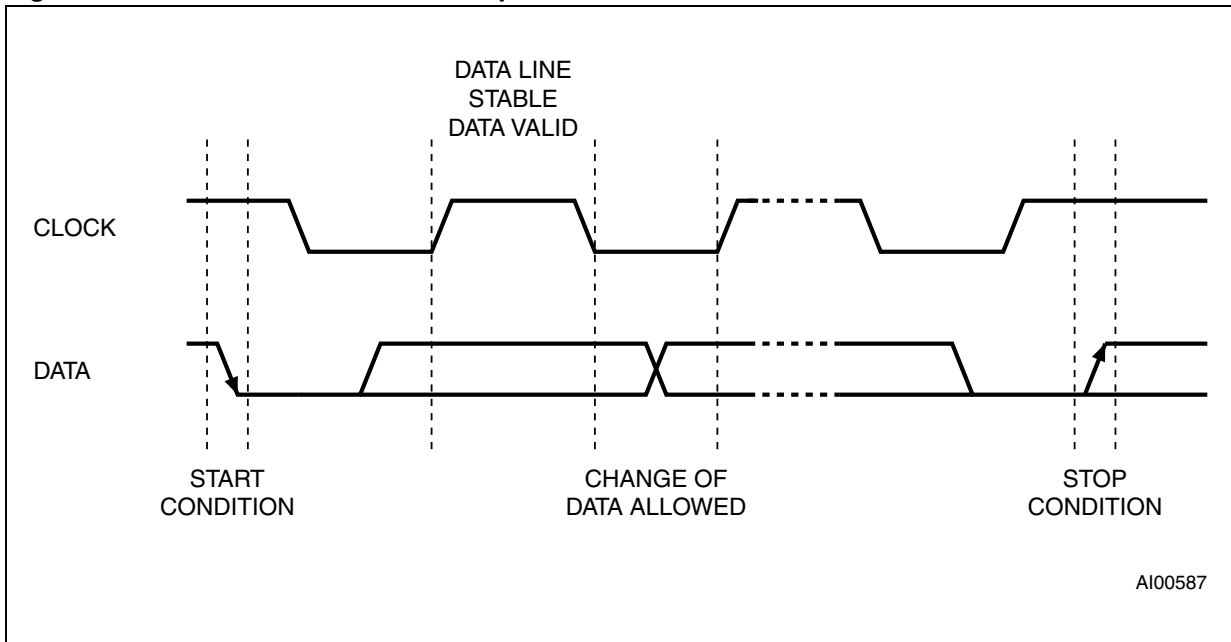 DATA LINE
STABLE
DATA VALID
CLOCK
DATA
START
CONDITION
CHANGE OF
DATA ALLOWED
STOP
CONDITION
AI00587